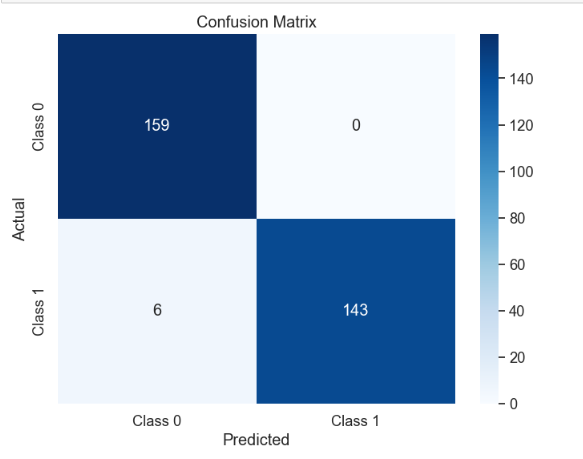 Confusion Matrix
Class 0
159
0
Actual
Class 1
6
143
Class 0
Class 1
Predicted
140
120
100
80
60
40
20
0